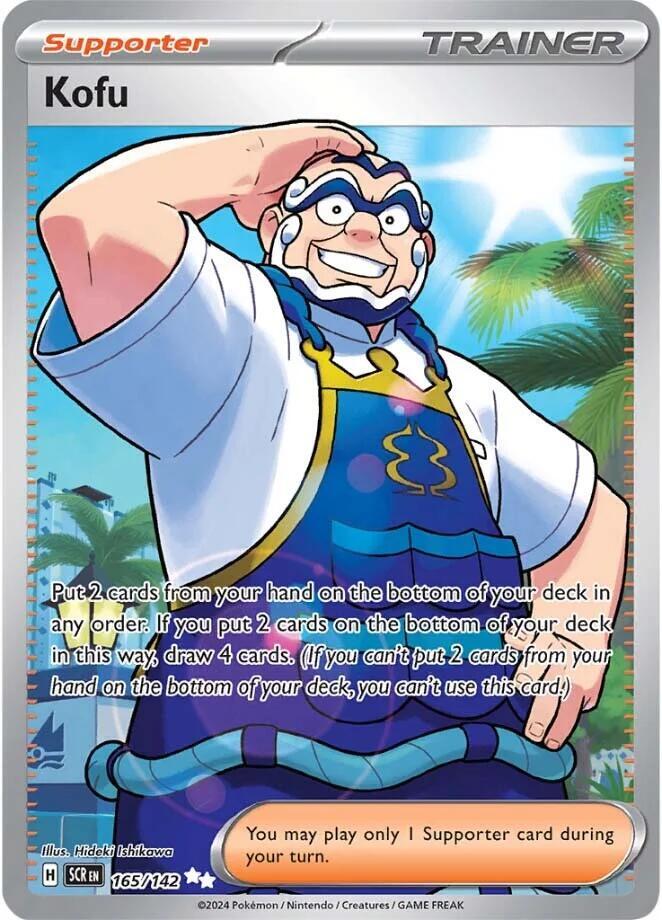 Supporter
TRAINER
Kofu
Put 2 cards from your hand on the bottom of your deck in
any order. If you put 2 cards on the bottom of your deck
in this way, draw 4 cards. (If you can't put 2 cards from your
hand on the bottom of your deck, you can't use this card.)
You may play only 1 Supporter card during
your turn.
Illus. Hideki Ishikawa
H SCR EN 165/142
©2024 Pokémon / Nintendo / Creatures / GAME FREAK